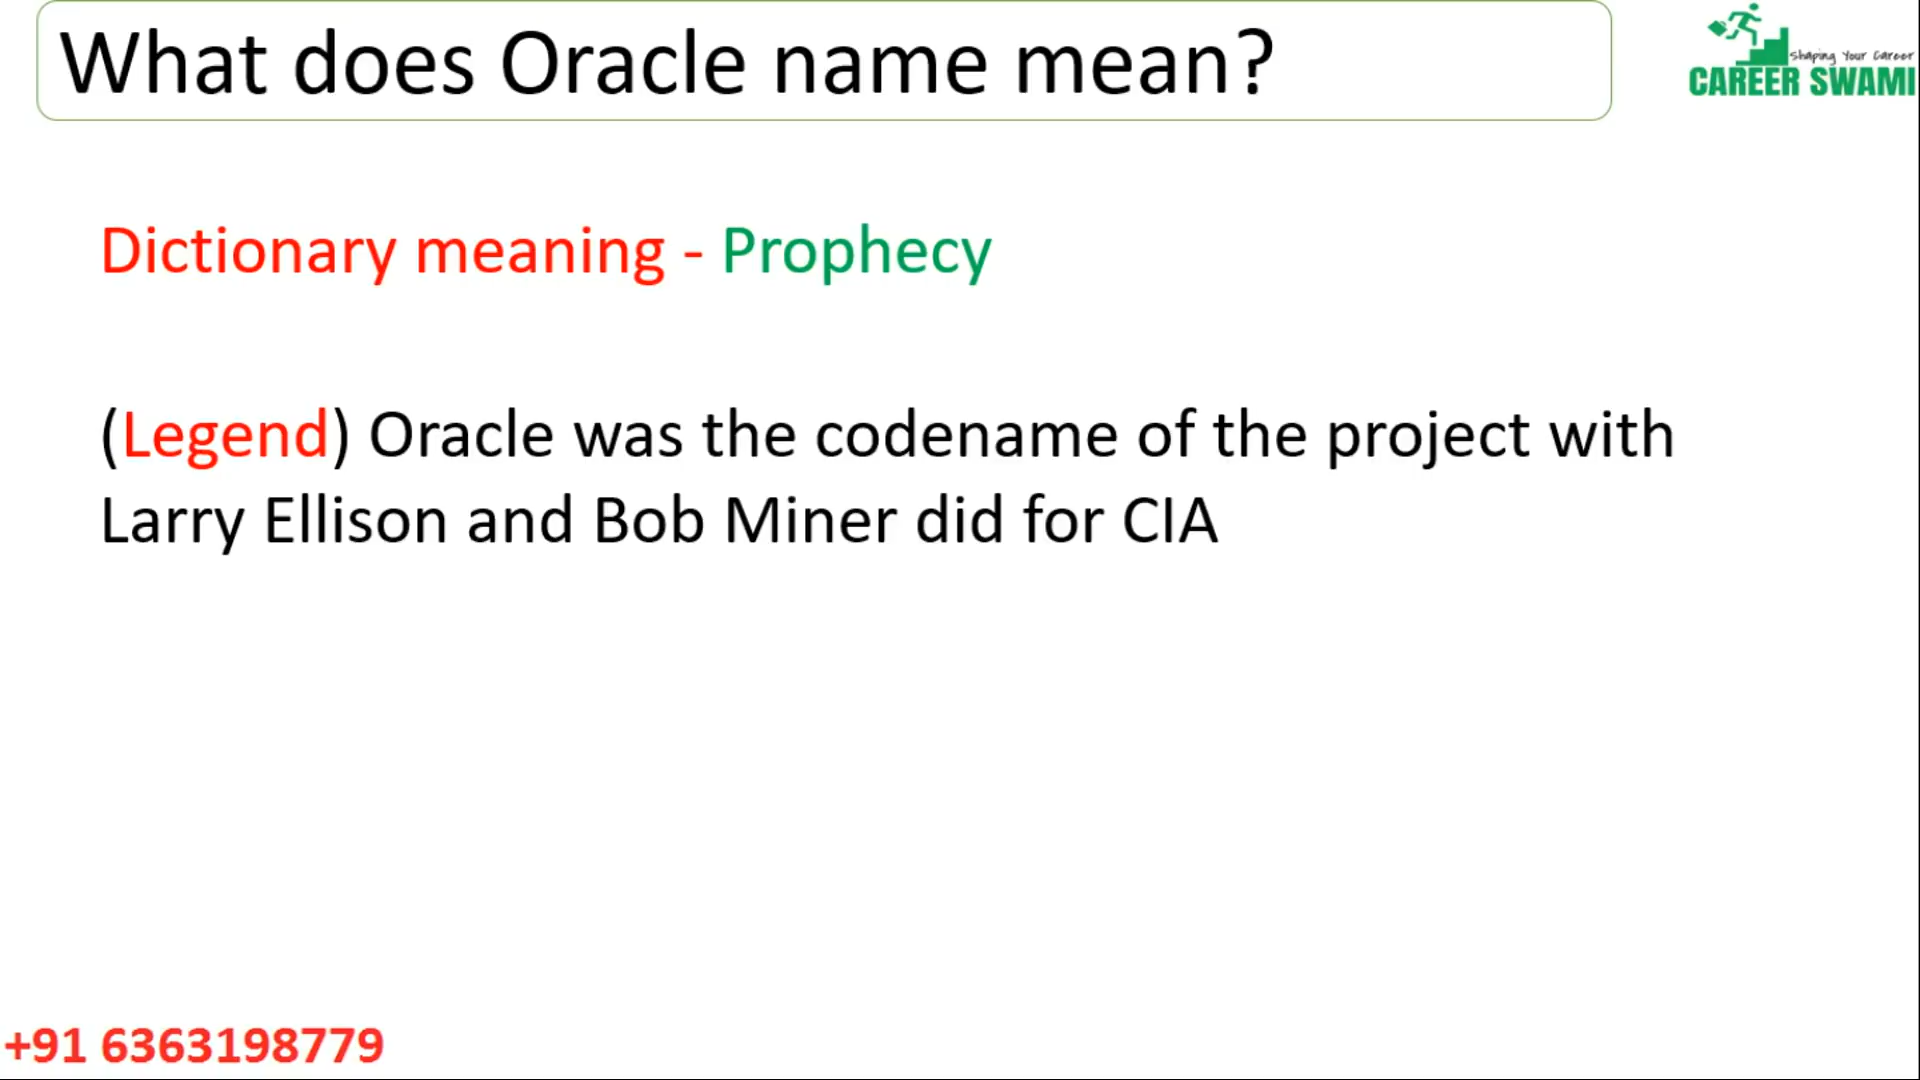 What does Oracle name mean?
Shaping Your Career
CAREER SWAMI
Dictionary meaning - Prophecy
(Legend) Oracle was the codename of the project with
Larry Ellison and Bob Miner did for CIA
+91 6363198779